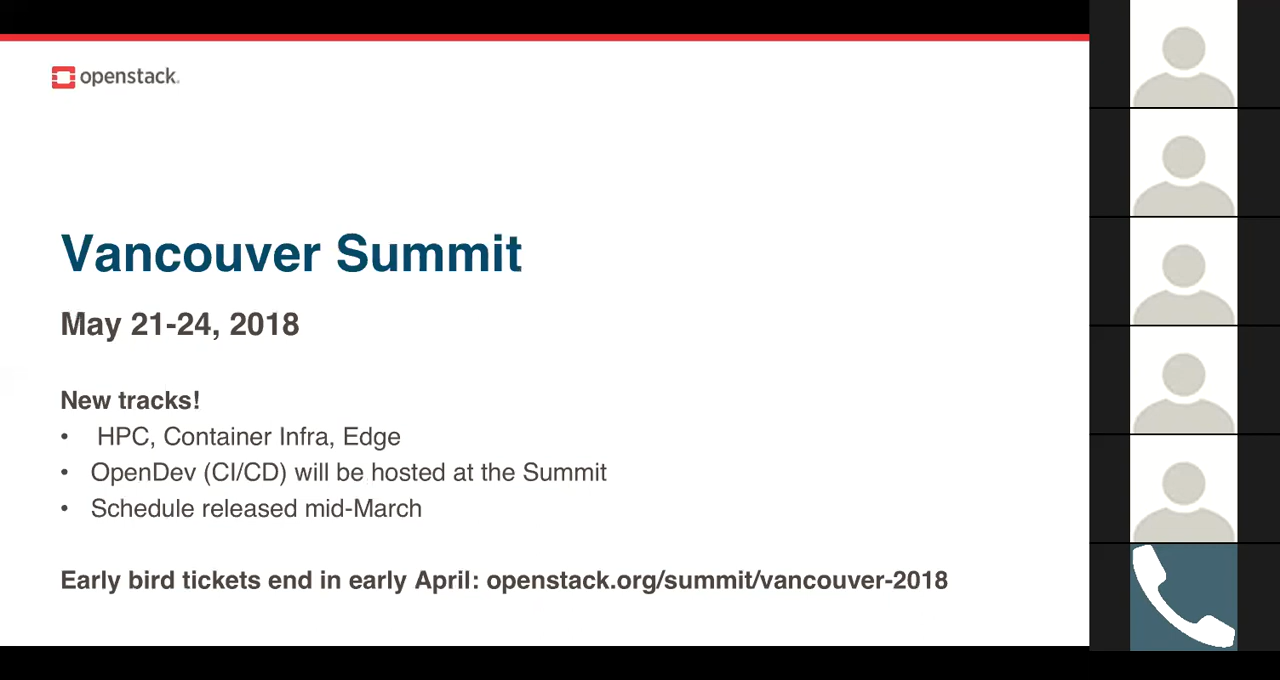 openstack.
Vancouver Summit
May 21-24, 2018
New tracks!
• HPC, Container Infra, Edge
• OpenDev (CI/CD) will be hosted at the Summit
• Schedule released mid-March
Early bird tickets end in early April: openstack.org/summit/vancouver-2018